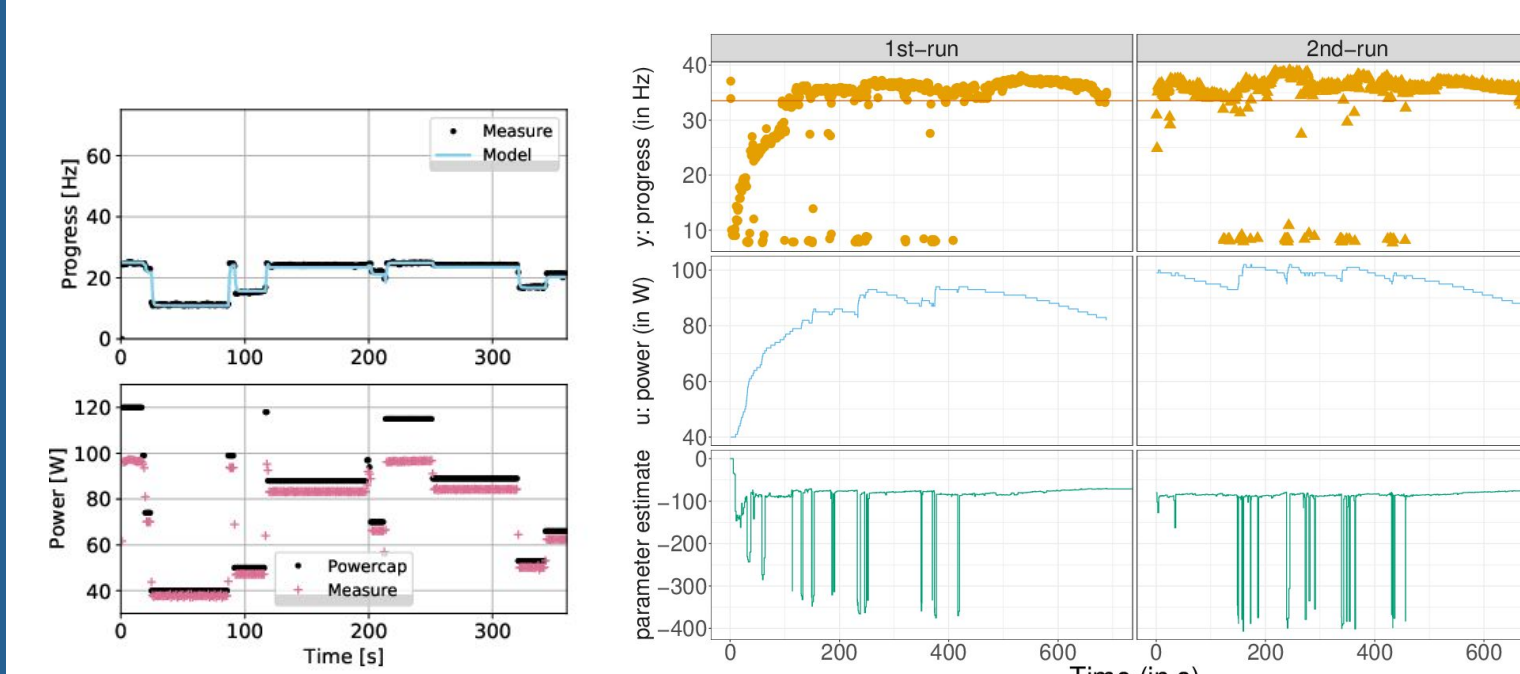 Progress [Hz]
60
40
20
0
Measure
Model
0 100 200 300
Power [W]
120
100
80
60
40
Powercap
Measure
0 100 200 300
Time [s]
1st−run 2nd−run
y: progress (in Hz)
40
30
20
10
u: power (in W)
100
80
60
40
parameter estimate
0
−100
−200
−300
−400
0 200 400 600 0 200 400 600
Time (in s)